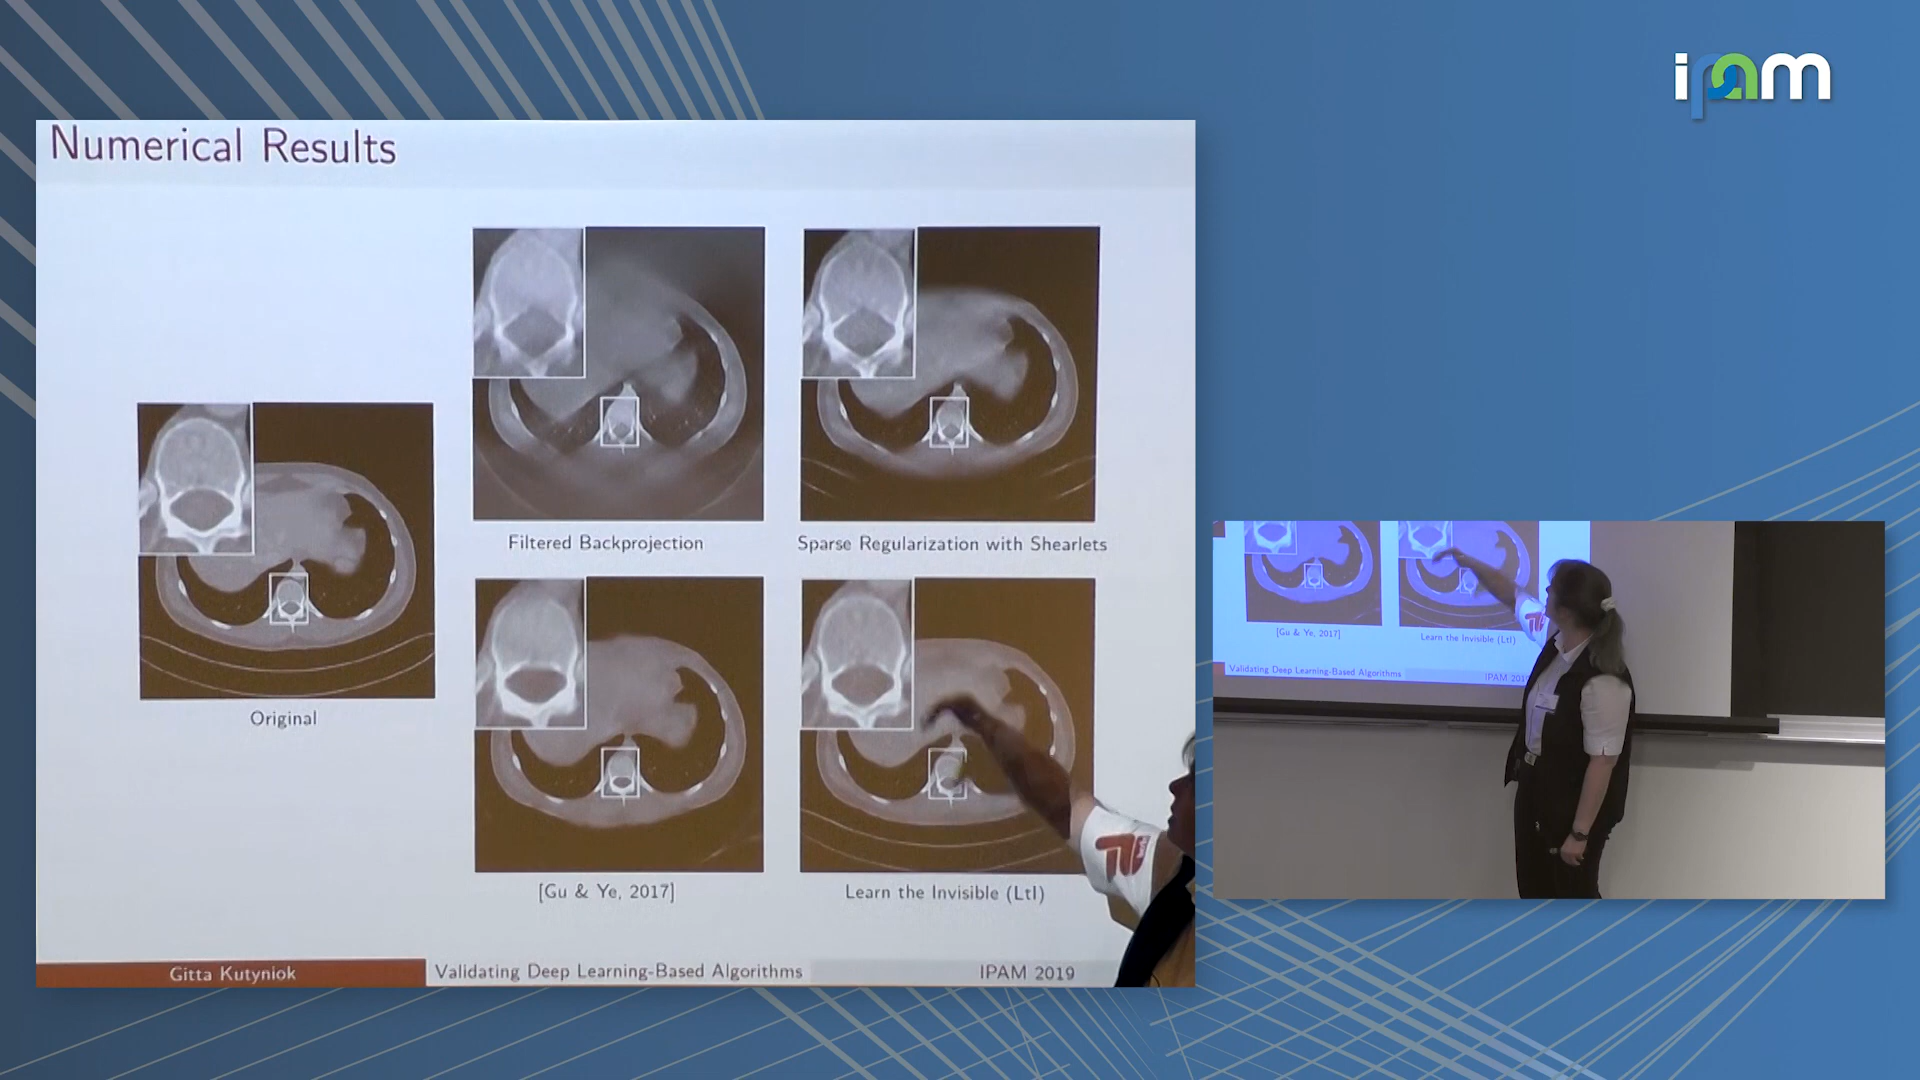 ipam
Numerical Results
Filtered Backprojection
Sparse Regularization with Shearlets
Original
[Gu & Ye, 2017]
Learn the Invisible (LtI)
Gitta Kutyniok
Validating Deep Learning-Based Algorithms
IPAM 2019
[Gu & Ye, 2017]
Learn the Invisible (LtI)
Validating Deep Learning-Based Algorithms
IPAM 201